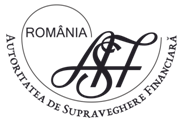 ROMÂNIA
ASF
AUTORITATEA DE SUPRAVEGHERE FINANCIARĂ